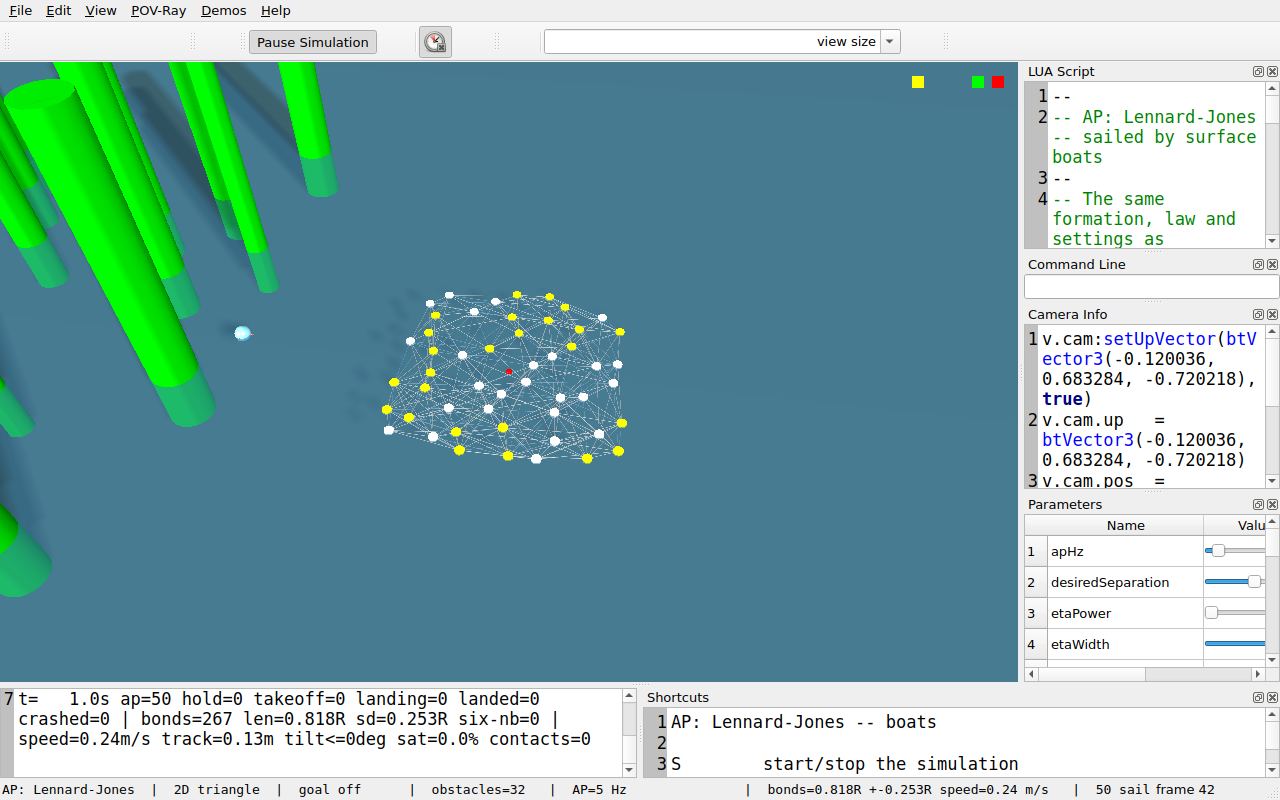 File Edit View POV-Ray Demos Help
Pause Simulation
view size
LUA Script
1 --
2 -- AP: Lennard-Jones
-- sailed by surface
boats
3 --
4 -- The same
formation, law and
settings as
Command Line
Camera Info
1 v.cam:setUpVector(btV
ector3(-0.120036,
0.683284, -0.720218),
true)
2 v.cam.up   =
btVector3(-0.120036,
0.683284, -0.720218)
3 v.cam.pos  =
Parameters
Name Valu
1 apHz
2 desiredSeparation
3 etaPower
4 etaWidth
7 t=   1.0s ap=50 hold=0 takeoff=0 landing=0 landed=0
crashed=0 | bonds=267 len=0.818R sd=0.253R six-nb=0 |
speed=0.24m/s track=0.13m tilt<=0deg sat=0.0% contacts=0
Shortcuts
1 AP: Lennard-Jones -- boats
2
3 S        start/stop the simulation
AP: Lennard-Jones | 2D triangle | goal off | obstacles=32 | AP=5 Hz | bonds=0.818R +-0.253R speed=0.24 m/s | 50 sail frame 42